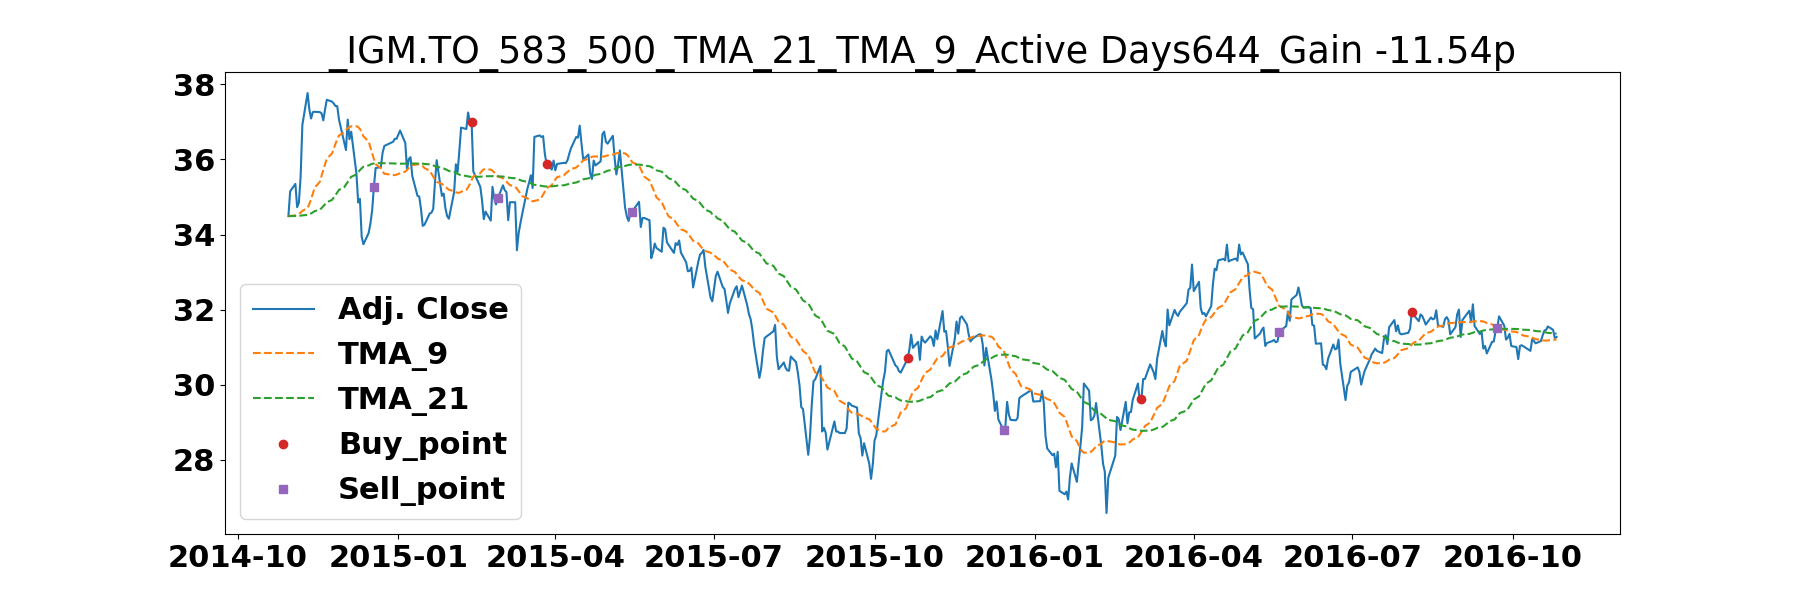 _IGM.TO_583_500_TMA_21_TMA_9_Active Days644_Gain -11.54p
38
36
34
32
30
28
Adj. Close
TMA_9
TMA_21
Buy_point
Sell_point
2014-10 2015-01 2015-04 2015-07 2015-10 2016-01 2016-04 2016-07 2016-10